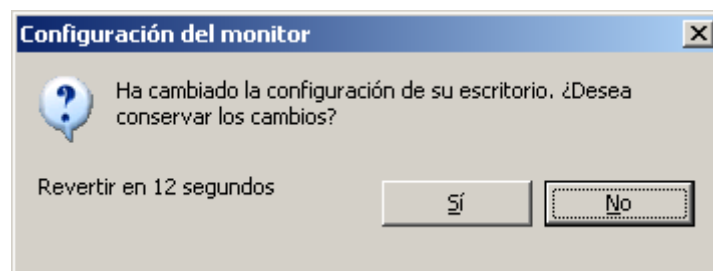 Configuración del monitor
Ha cambiado la configuración de su escritorio. ¿Desea
conservar los cambios?
Revertir en 12 segundos
Sí
No